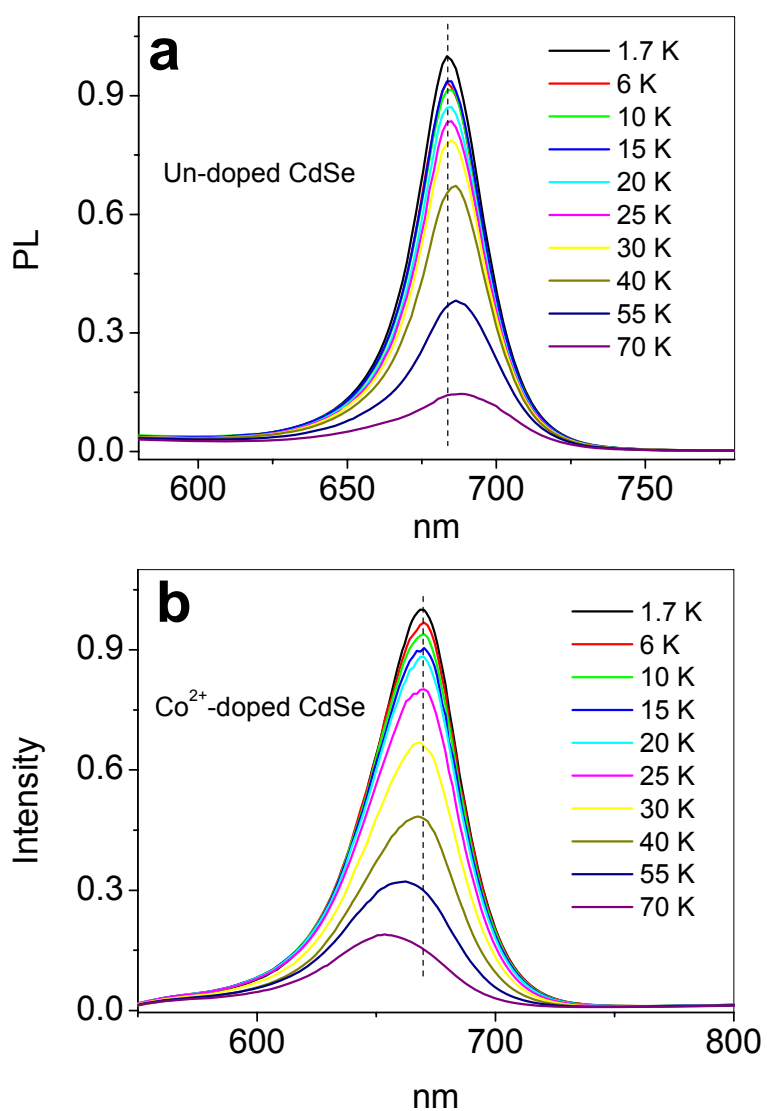 a
1.7 K
6 K
10 K
15 K
20 K
25 K
30 K
40 K
55 K
70 K
Un-doped CdSe
PL
0.9
0.6
0.3
0.0
600
650
700
750
nm
b
1.7 K
6 K
10 K
15 K
20 K
25 K
30 K
40 K
55 K
70 K
Co²⁺-doped CdSe
Intensity
0.9
0.6
0.3
0.0
600
700
800
nm